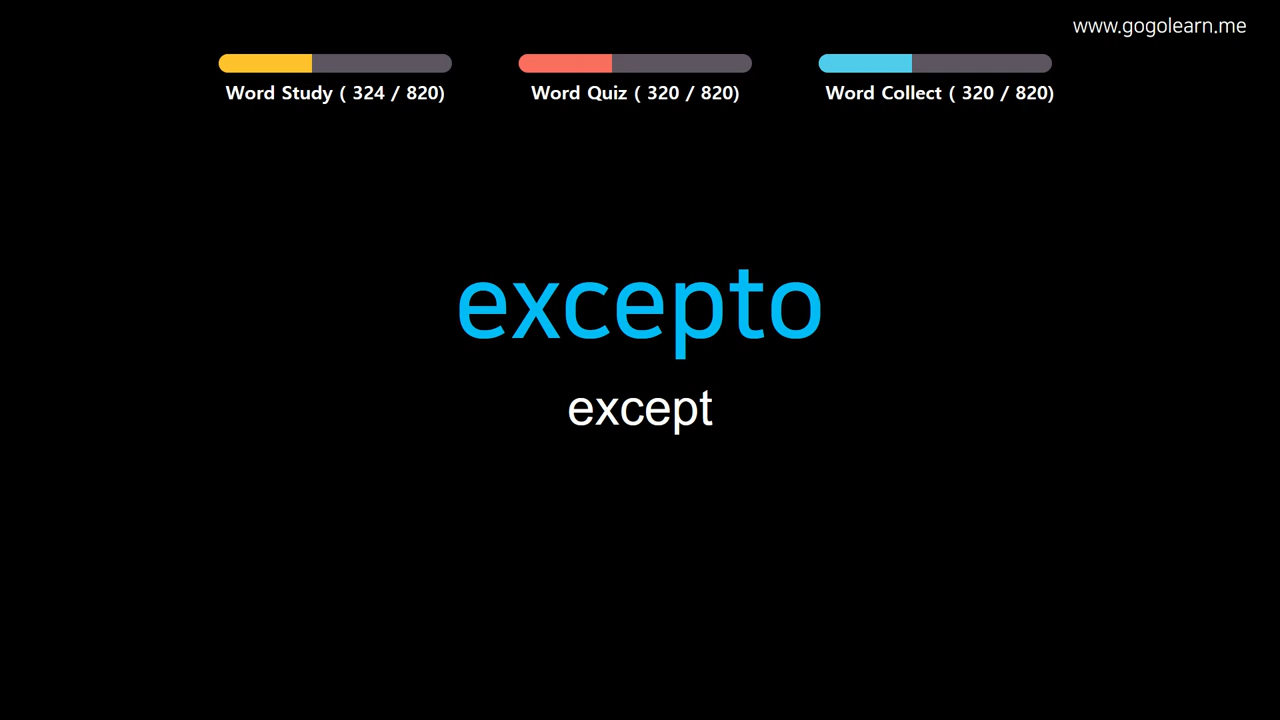 www.gogolearn.me
Word Study ( 324 / 820)
Word Quiz ( 320 / 820)
Word Collect ( 320 / 820)
excepto
except